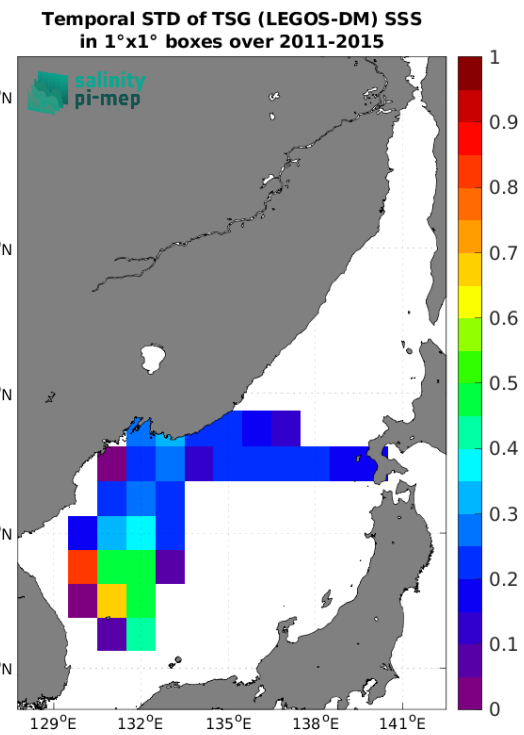 Temporal STD of TSG (LEGOS-DM) SSS
in 1°x1° boxes over 2011-2015
salinity
pi-mep
N
N
N
N
N
1
0.9
0.8
0.7
0.6
0.5
0.4
0.3
0.2
0.1
0
129°E 132°E 135°E 138°E 141°E